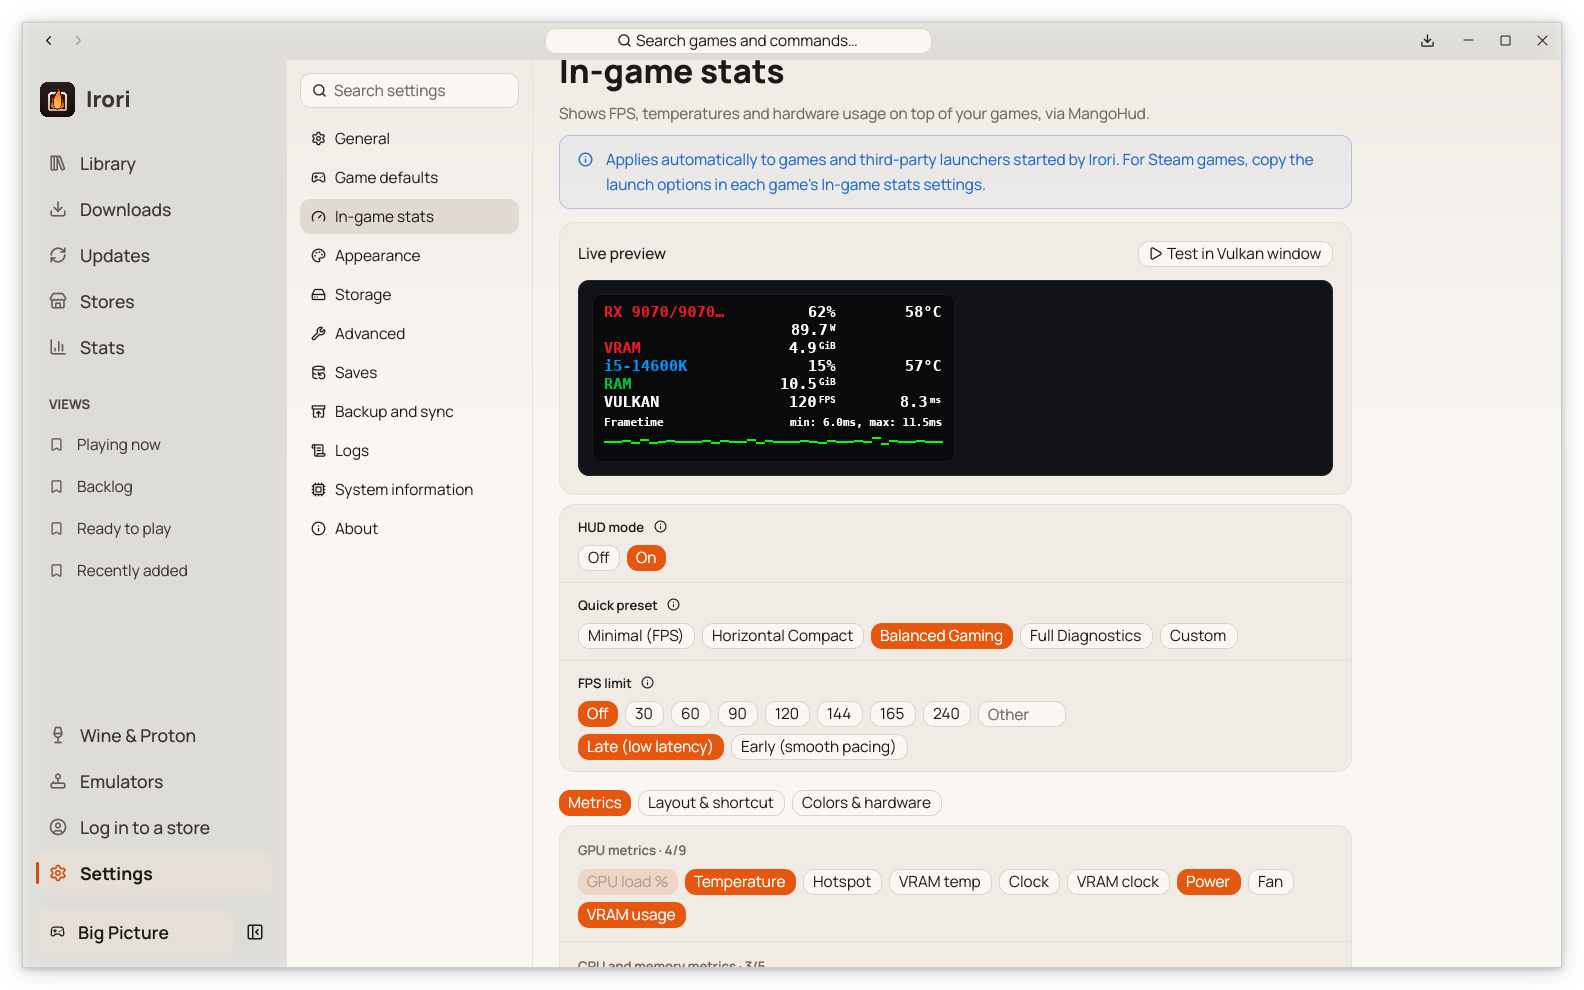 Search games and commands...
Irori
Library
Downloads
Updates
Stores
Stats
VIEWS
Playing now
Backlog
Ready to play
Recently added
Wine & Proton
Emulators
Log in to a store
Settings
Big Picture
Search settings
General
Game defaults
In-game stats
Appearance
Storage
Advanced
Saves
Backup and sync
Logs
System information
About
In-game stats
Shows FPS, temperatures and hardware usage on top of your games, via MangoHud.
Applies automatically to games and third-party launchers started by Irori. For Steam games, copy the
launch options in each game's In-game stats settings.
Live preview
Test in Vulkan window
RX 9070/9070… 62% 58°C
89.7W
VRAM 4.9GiB
i5-14600K 15% 57°C
RAM 10.5GiB
VULKAN 120FPS 8.3ms
Frametime min: 6.0ms, max: 11.5ms
HUD mode
Off On
Quick preset
Minimal (FPS) Horizontal Compact Balanced Gaming Full Diagnostics Custom
FPS limit
Off 30 60 90 120 144 165 240 Other
Late (low latency) Early (smooth pacing)
Metrics Layout & shortcut Colors & hardware
GPU metrics · 4/9
GPU load % Temperature Hotspot VRAM temp Clock VRAM clock Power Fan
VRAM usage
CPU and memory metrics · 3/5